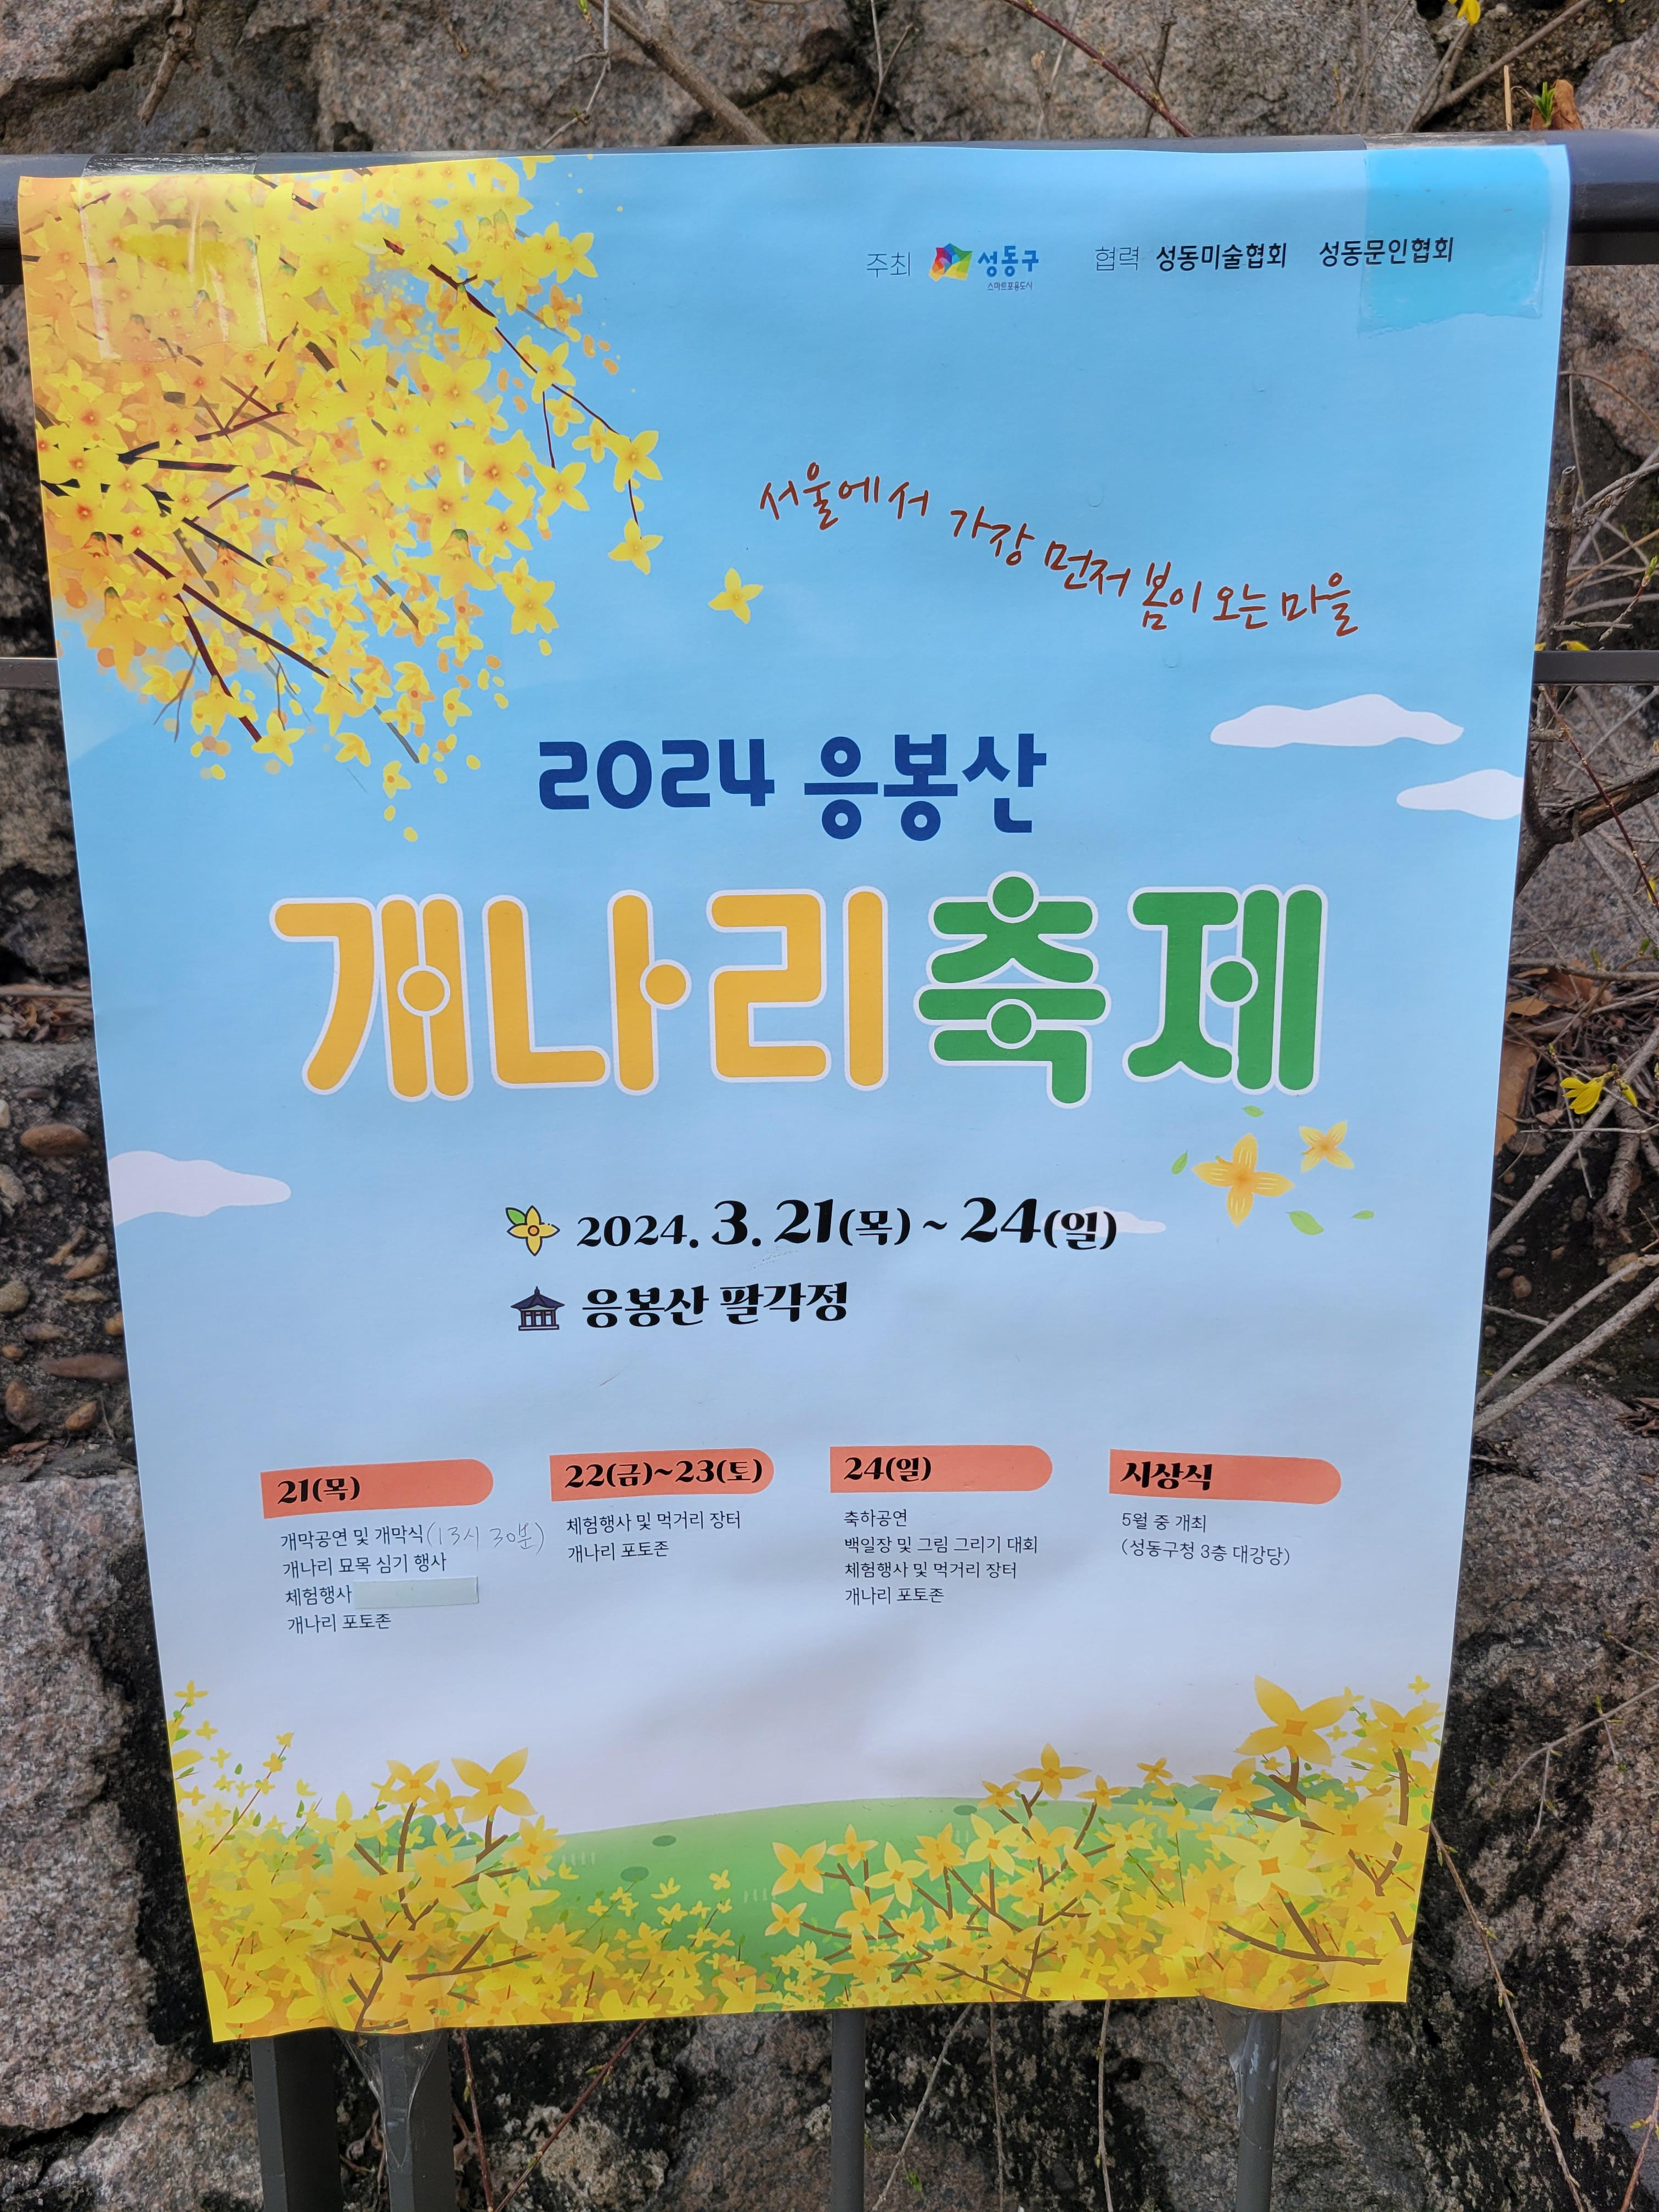 주최 성동구 협력 성동미술협회 성동문인협회
스마트포용도시
서울에서 가장 먼저 봄이 오는 마을
2024 응봉산
개나리축제
2024. 3. 21(목) ~ 24(일)
응봉산 팔각정
21(목)
개막공연 및 개막식(13시 30분)
개나리 묘목 심기 행사
체험행사
개나리 포토존
22(금)~23(토)
체험행사 및 먹거리 장터
개나리 포토존
24(일)
축하공연
백일장 및 그림 그리기 대회
체험행사 및 먹거리 장터
개나리 포토존
시상식
5월 중 개최
(성동구청 3층 대강당)